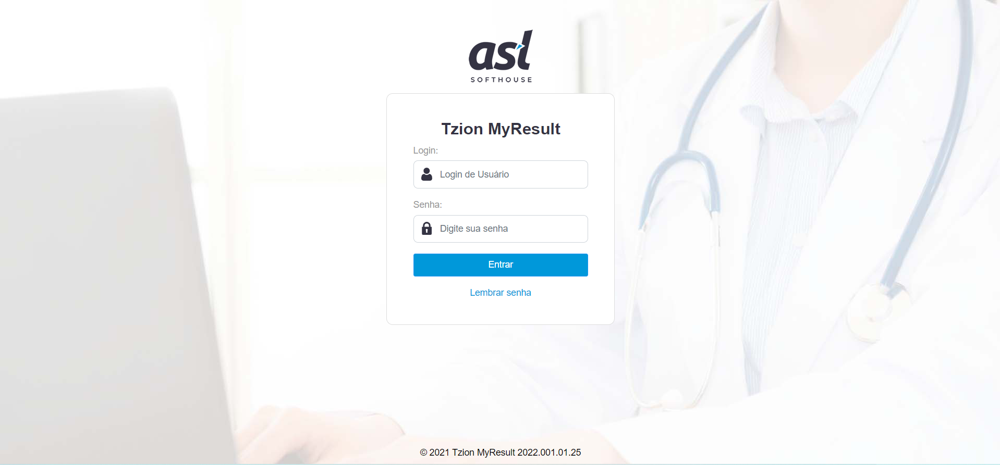 asl
SOFTHOUSE
Tzion MyResult
Login:
Login de Usuário
Senha:
Digite sua senha
Entrar
Lembrar senha
© 2021 Tzion MyResult 2022.001.01.25